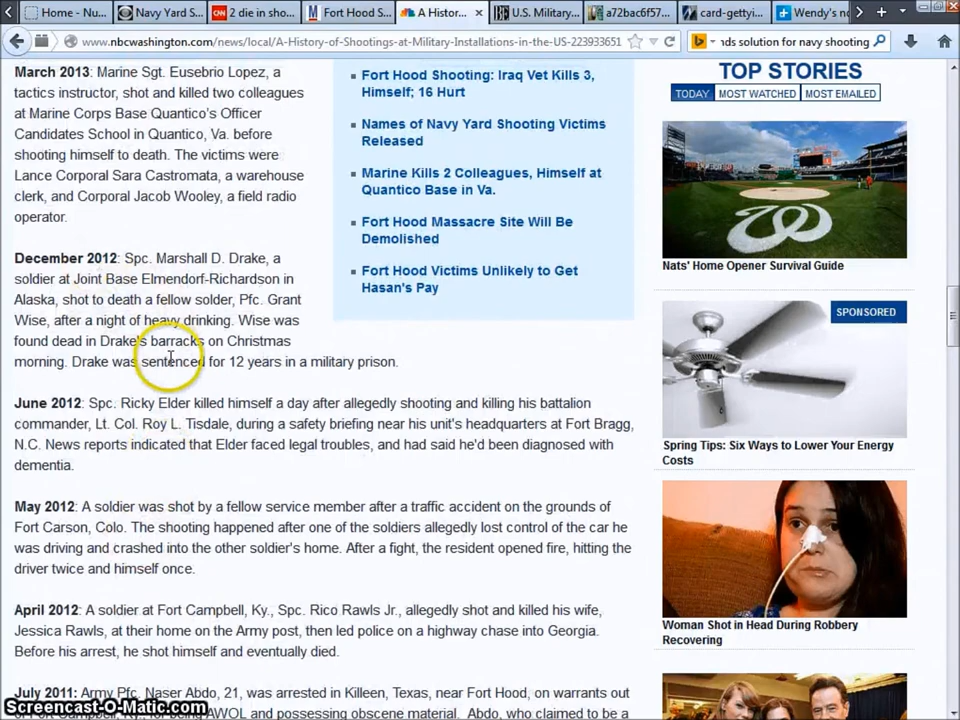 Home - Nu...
Navy Yard S...
2 die in sho...
Fort Hood S...
A Histor...
U.S. Military...
a72bac6f57...
card-gettyi...
Wendy's no
www.nbcwashington.com/news/local/A-History-of-Shootings-at-Military-Installations-in-the-US-223933651
nds solution for navy shooting
March 2013: Marine Sgt. Eusebrio Lopez, a
tactics instructor, shot and killed two colleagues
at Marine Corps Base Quantico's Officer
Candidates School in Quantico, Va. before
shooting himself to death. The victims were
Lance Corporal Sara Castromata, a warehouse
clerk, and Corporal Jacob Wooley, a field radio
operator.
December 2012: Spc. Marshall D. Drake, a
soldier at Joint Base Elmendorf-Richardson in
Alaska, shot to death a fellow solder, Pfc. Grant
Wise, after a night of heavy drinking. Wise was
found dead in Drake's barracks on Christmas
morning. Drake was sentenced for 12 years in a military prison.
June 2012: Spc. Ricky Elder killed himself a day after allegedly shooting and killing his battalion
commander, Lt. Col. Roy L. Tisdale, during a safety briefing near his unit's headquarters at Fort Bragg,
N.C. News reports indicated that Elder faced legal troubles, and had said he'd been diagnosed with
dementia.
May 2012: A soldier was shot by a fellow service member after a traffic accident on the grounds of
Fort Carson, Colo. The shooting happened after one of the soldiers allegedly lost control of the car he
was driving and crashed into the other soldier's home. After a fight, the resident opened fire, hitting the
driver twice and himself once.
April 2012: A soldier at Fort Campbell, Ky., Spc. Rico Rawls Jr., allegedly shot and killed his wife,
Jessica Rawls, at their home on the Army post, then led police on a highway chase into Georgia.
Before his arrest, he shot himself and eventually died.
July 2011: Army Pfc. Naser Abdo, 21, was arrested in Killeen, Texas, near Fort Hood, on warrants out
of Fort Campbell, Ky., for being AWOL and possessing obscene material. Abdo, who claimed to be a
Fort Hood Shooting: Iraq Vet Kills 3,
Himself; 16 Hurt
Names of Navy Yard Shooting Victims
Released
Marine Kills 2 Colleagues, Himself at
Quantico Base in Va.
Fort Hood Massacre Site Will Be
Demolished
Fort Hood Victims Unlikely to Get
Hasan's Pay
TOP STORIES
TODAY
MOST WATCHED
MOST EMAILED
Nats' Home Opener Survival Guide
SPONSORED
Spring Tips: Six Ways to Lower Your Energy
Costs
Woman Shot in Head During Robbery
Recovering
Screencast-O-Matic.com